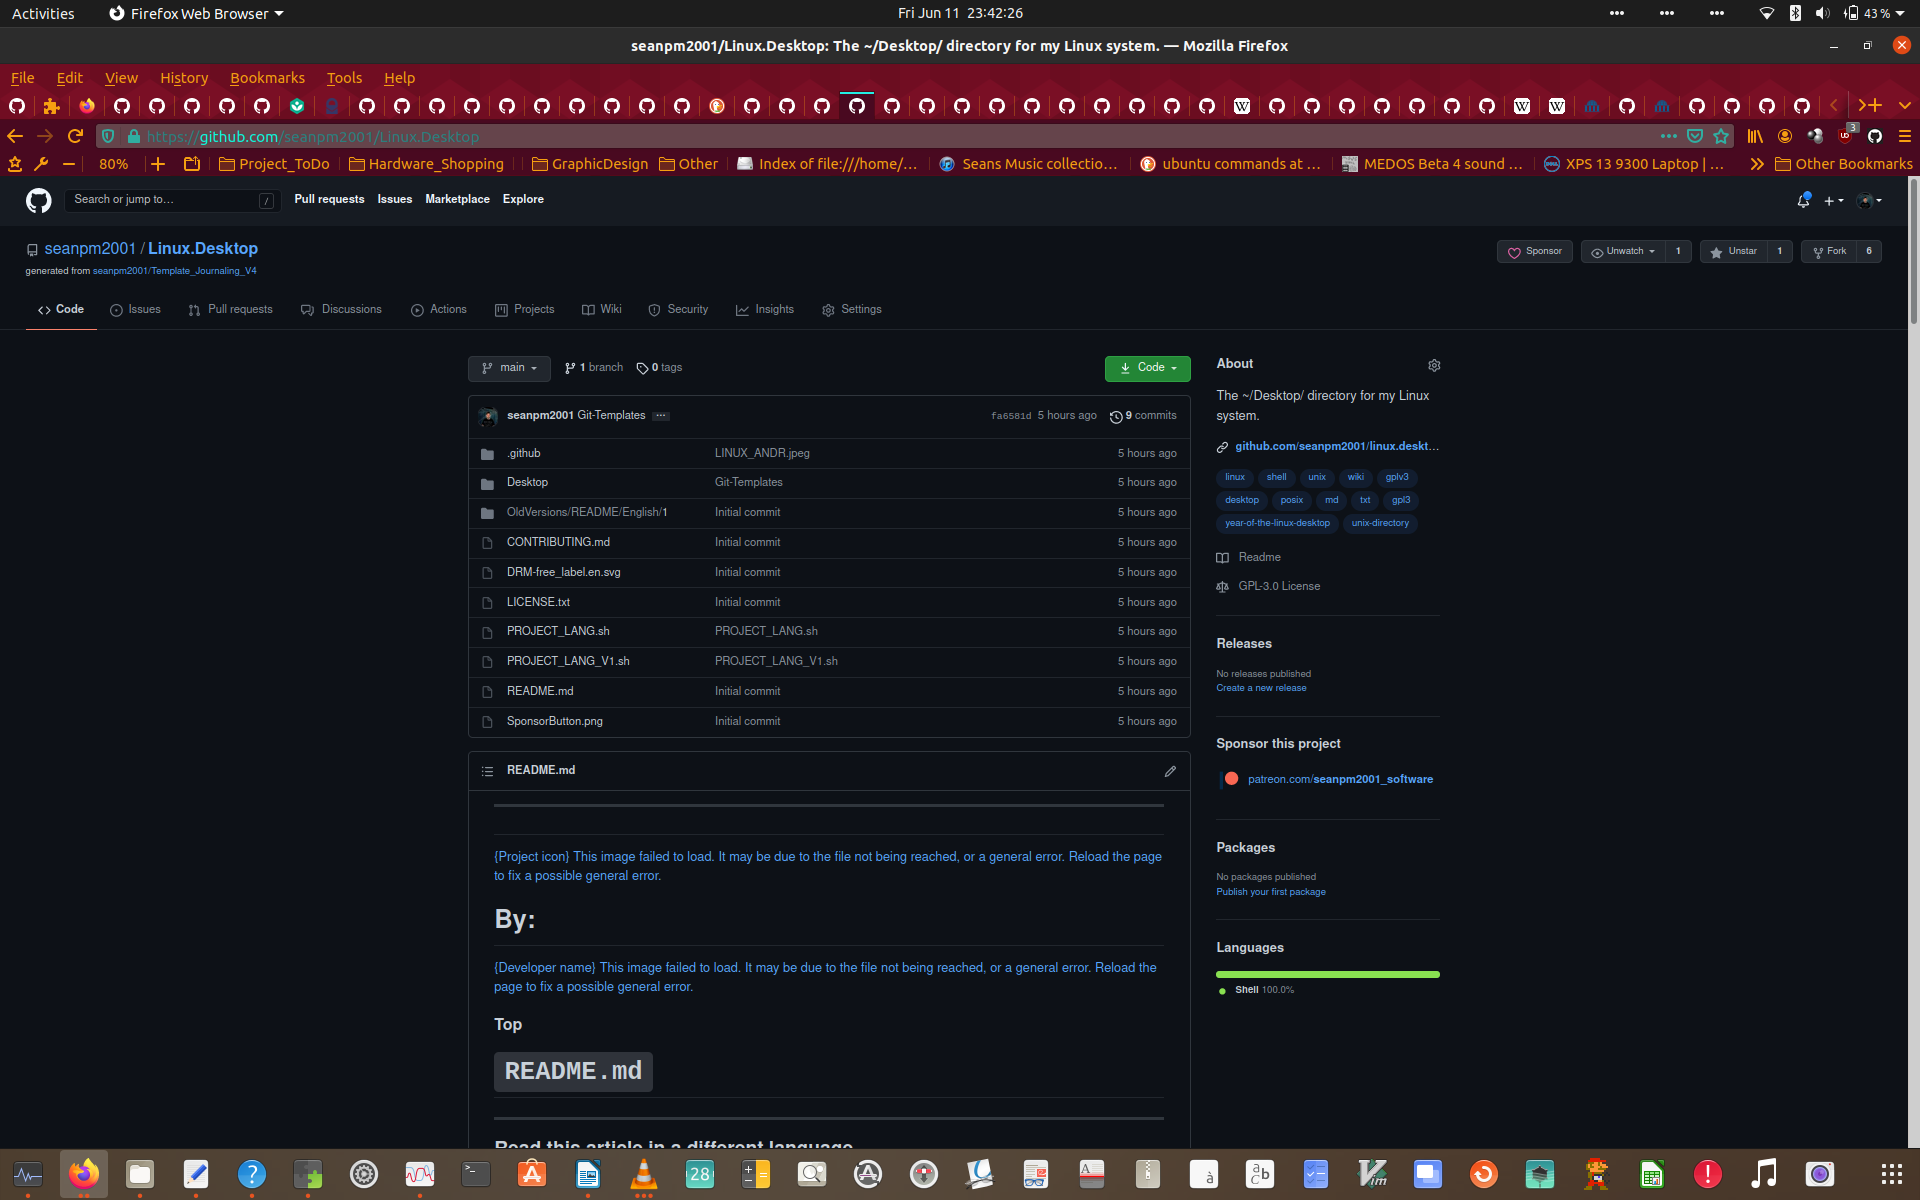 Activities
Firefox Web Browser
Fri Jun 11 23:42:26
43 %
seanpm2001/Linux.Desktop: The ~/Desktop/ directory for my Linux system. — Mozilla Firefox
File Edit View History Bookmarks Tools Help
https://github.com/seanpm2001/Linux.Desktop
3
80%
Project_ToDo
Hardware_Shopping
GraphicDesign
Other
Index of file:///home/…
Seans Music collectio…
ubuntu commands at …
MEDOS Beta 4 sound …
XPS 13 9300 Laptop | …
Other Bookmarks
Search or jump to… /
Pull requests Issues Marketplace Explore
seanpm2001 / Linux.Desktop
generated from seanpm2001/Template_Journaling_V4
Sponsor
Unwatch 1
Unstar 1
Fork 6
Code Issues Pull requests Discussions Actions Projects Wiki Security Insights Settings
main
1 branch
0 tags
Code
seanpm2001 Git-Templates … fa6581d 5 hours ago 9 commits
.github LINUX_ANDR.jpeg 5 hours ago
Desktop Git-Templates 5 hours ago
OldVersions/README/English/1 Initial commit 5 hours ago
CONTRIBUTING.md Initial commit 5 hours ago
DRM-free_label.en.svg Initial commit 5 hours ago
LICENSE.txt Initial commit 5 hours ago
PROJECT_LANG.sh PROJECT_LANG.sh 5 hours ago
PROJECT_LANG_V1.sh PROJECT_LANG_V1.sh 5 hours ago
README.md Initial commit 5 hours ago
SponsorButton.png Initial commit 5 hours ago
README.md
{Project icon} This image failed to load. It may be due to the file not being reached, or a general error. Reload the page
to fix a possible general error.
By:
{Developer name} This image failed to load. It may be due to the file not being reached, or a general error. Reload the
page to fix a possible general error.
Top
README.md
Read this article in a different language
About
The ~/Desktop/ directory for my Linux
system.
github.com/seanpm2001/linux.deskt…
linux shell unix wiki gplv3
desktop posix md txt gpl3
year-of-the-linux-desktop unix-directory
Readme
GPL-3.0 License
Releases
No releases published
Create a new release
Sponsor this project
patreon.com/seanpm2001_software
Packages
No packages published
Publish your first package
Languages
Shell 100.0%
28